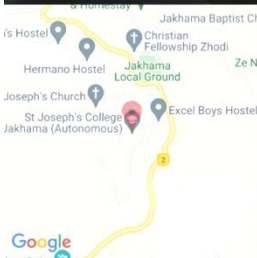 & Homestay
Jakhama Baptist Ch
's Hostel
Christian
Fellowship Zhodi
Hermano Hostel
Jakhama
Local Ground
Ze N
Joseph's Church
Excel Boys Hostel
St Joseph's College
Jakhama (Autonomous)
2
Google